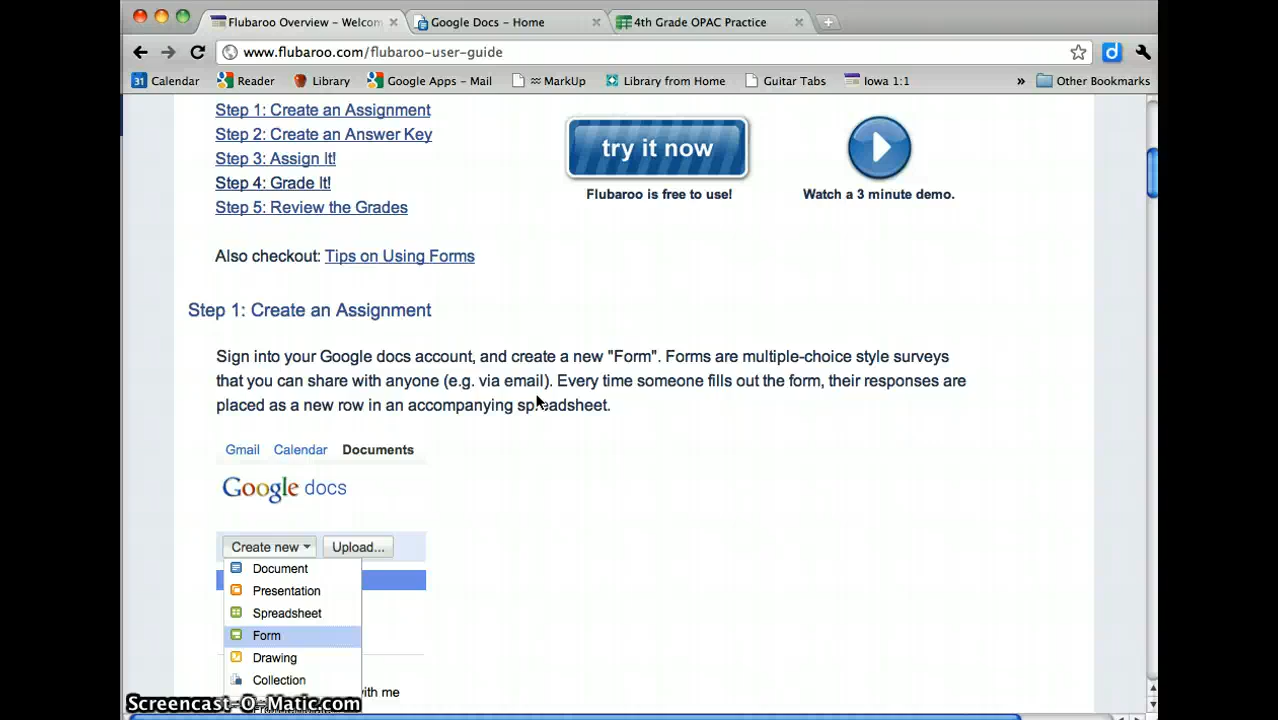 Flubaroo Overview – Welcom
Google Docs – Home
4th Grade OPAC Practice
www.flubaroo.com/flubaroo-user-guide
31 Calendar
Reader
Library
Google Apps – Mail
≈ MarkUp
Library from Home
Guitar Tabs
Iowa 1:1
»
Other Bookmarks
Step 1: Create an Assignment
Step 2: Create an Answer Key
Step 3: Assign It!
Step 4: Grade It!
Step 5: Review the Grades
try it now
Flubaroo is free to use!
Watch a 3 minute demo.
Also checkout: Tips on Using Forms
Step 1: Create an Assignment
Sign into your Google docs account, and create a new "Form". Forms are multiple-choice style surveys
that you can share with anyone (e.g. via email). Every time someone fills out the form, their responses are
placed as a new row in an accompanying spreadsheet.
Gmail Calendar Documents
Google docs
Create new
Upload...
Document
Presentation
Spreadsheet
Form
Drawing
Collection
with me
Screencast-O-Matic.com